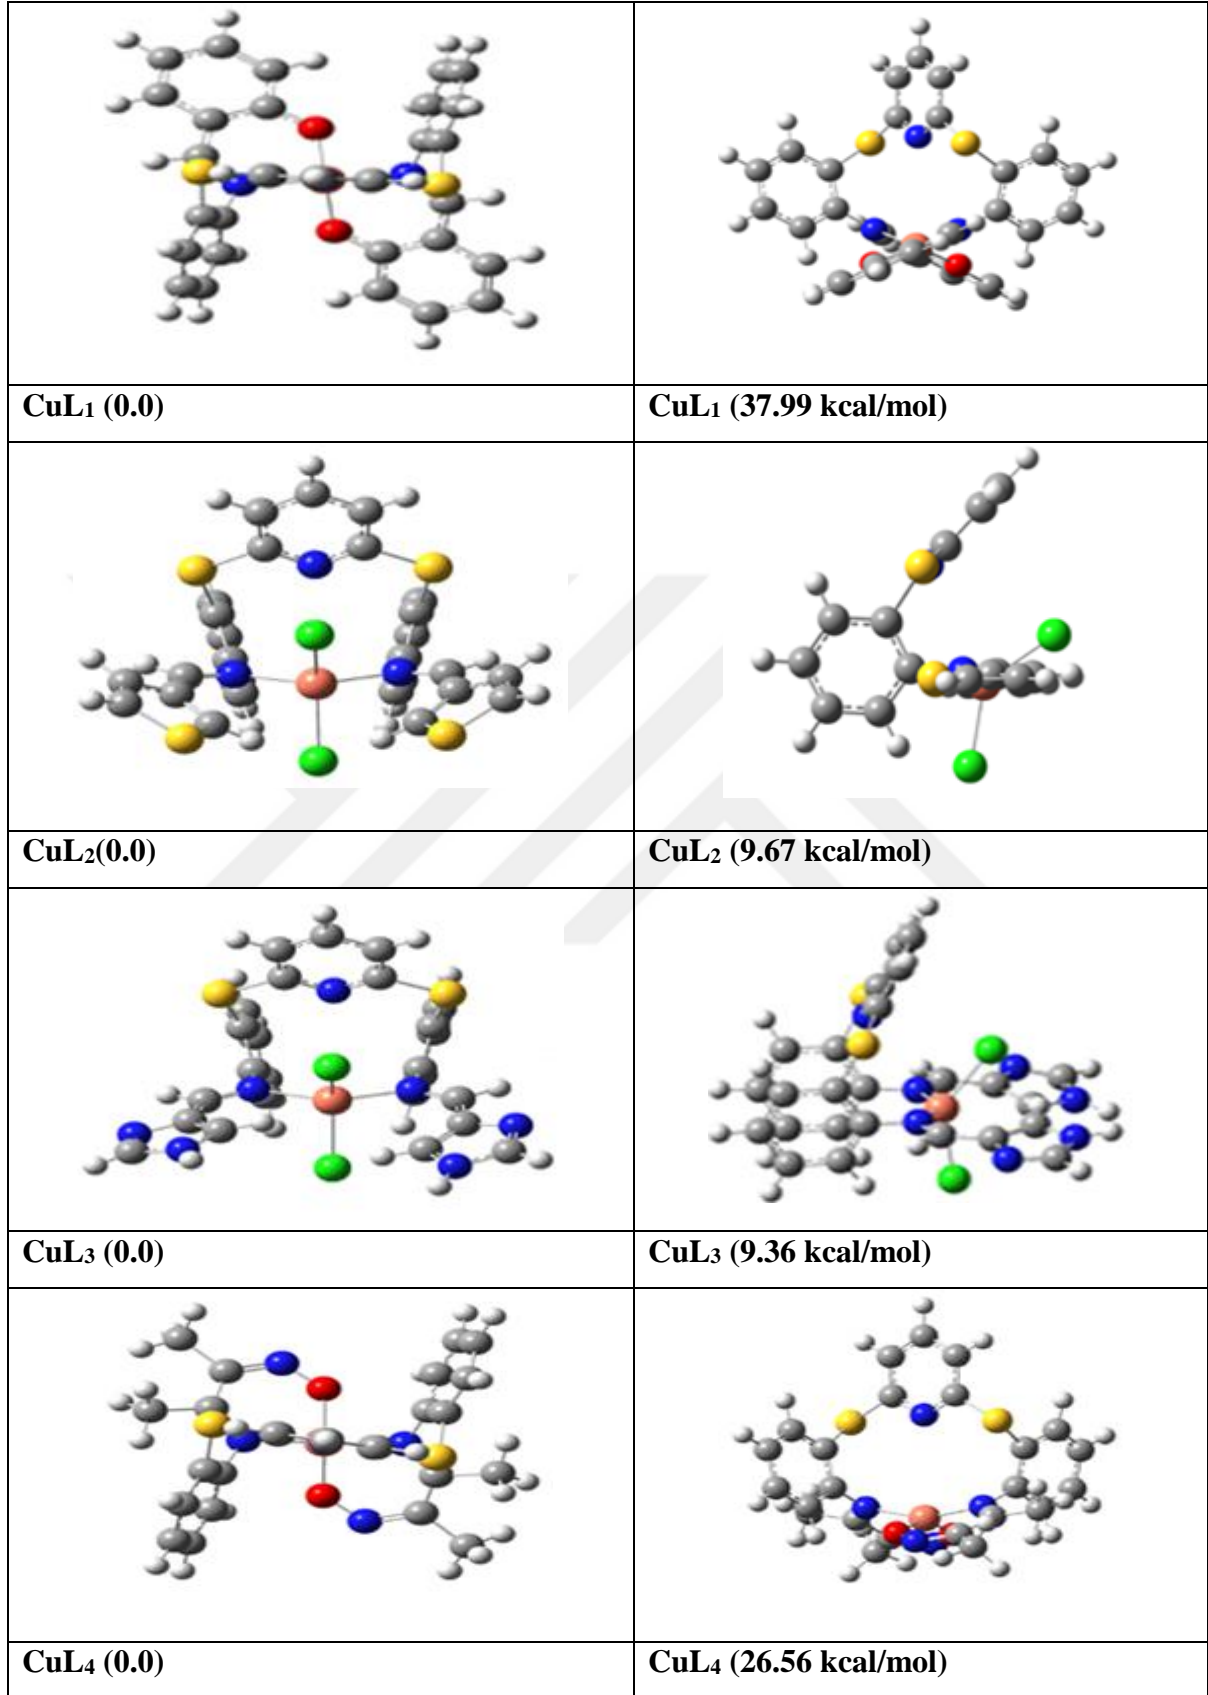 CuL₁ (0.0)
CuL₁ (37.99 kcal/mol)
CuL₂(0.0)
CuL₂ (9.67 kcal/mol)
CuL₃ (0.0)
CuL₃ (9.36 kcal/mol)
CuL₄ (0.0)
CuL₄ (26.56 kcal/mol)